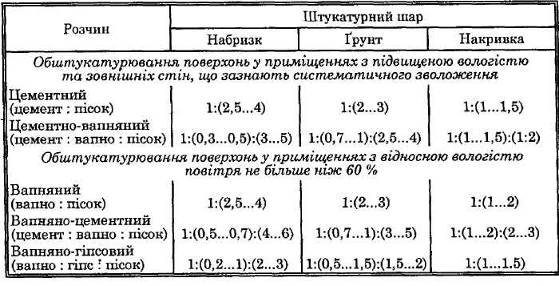 Розчин Штукатурний шар
Набризк Ґрунт Накривка
Обштукатурювання поверхонь у приміщеннях з підвищеною вологістю
та зовнішніх стін, що зазнають систематичного зволоження
Цементний
(цемент : пісок) 1:(2,5...4) 1:(2...3) 1:(1...1,5)
Цементно-вапняний
(цемент : вапно : пісок) 1:(0,3...0,5):(3...5) 1:(0,7...1):(2,5...4) 1:(1...1,5):(1:2)
Обштукатурювання поверхонь у приміщеннях з відносною вологістю
повітря не більше ніж 60 %
Вапняний
(вапно : пісок) 1:(2,5...4) 1:(2...3) 1:(1...2)
Вапняно-цементний
(цемент : вапно : пісок) 1:(0,5...0,7):(4...6) 1:(0,7...1):(3...5) 1:(1...2):(2...3)
Вапняно-гіпсовий
(вапно : гіпс : пісок) 1:(0,2...1):(2...3) 1:(0,5...1,5):(1,5...2) 1:(1...1.5)